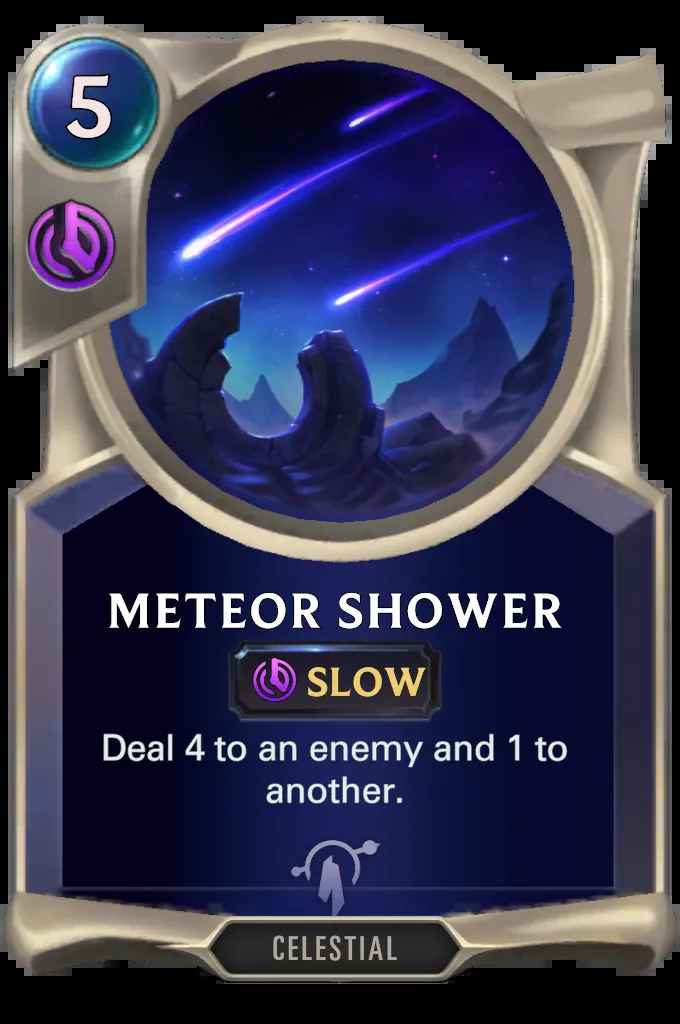 5
METEOR SHOWER
SLOW
Deal 4 to an enemy and 1 to
another.
CELESTIAL